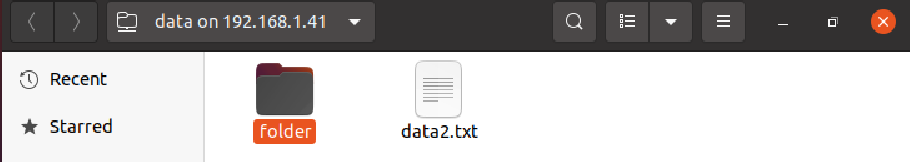 data on 192.168.1.41
Recent
Starred
folder
data2.txt